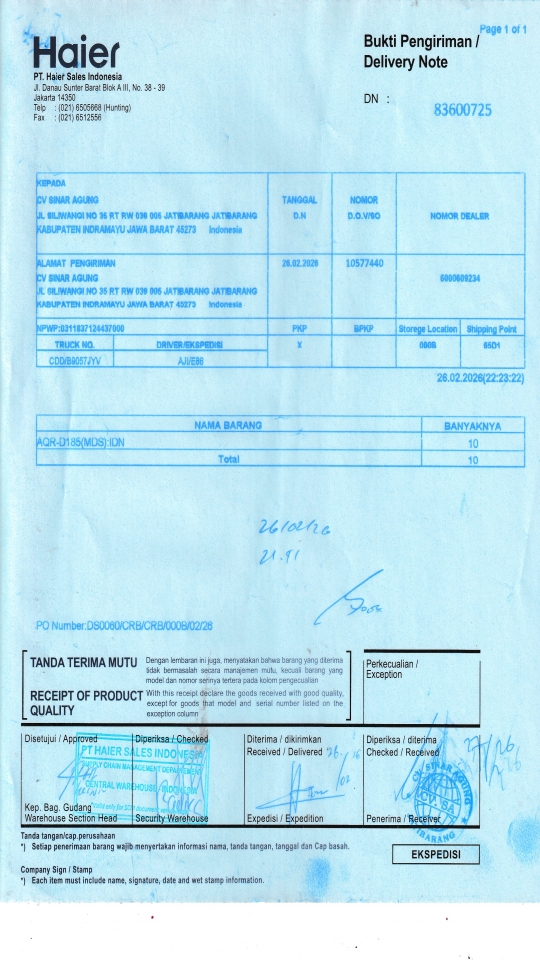 Page 1 of 1
Haier
PT. Haier Sales Indonesia
Jl. Danau Sunter Barat Blok A III, No. 38 - 39
Jakarta 14350
Telp : (021) 6505668 (Hunting)
Fax : (021) 6512556
Bukti Pengiriman /
Delivery Note
DN :
83600725
KEPADA
CV SINAR AGUNG
JL SILIWANGI NO 35 RT RW 039 005 JATIBARANG JATIBARANG
KABUPATEN INDRAMAYU JAWA BARAT 45273 Indonesia
TANGGAL
D.N
NOMOR
D.O./SO
NOMOR DEALER
ALAMAT PENGIRIMAN
CV SINAR AGUNG
JL SILIWANGI NO 35 RT RW 039 005 JATIBARANG JATIBARANG
KABUPATEN INDRAMAYU JAWA BARAT 45273 Indonesia
26.02.2026
10577440
6000609234
NPWP:0311837124437000
PKP
BPKP
Storege Location
Shipping Point
TRUCK NO.
DRIVER/EKSPEDISI
X
000B
65D1
CDD/B9057JYV
AJI/E86
26.02.2026(22:23:22)
NAMA BARANG
BANYAKNYA
AQR-D185(MDS):IDN
10
Total
10
26/02/26
PO Number:DS0060/CRB/CRB/000B/02/26
TANDA TERIMA MUTU
Dengan lembaran ini juga, menyatakan bahwa barang yang diterima
tidak bermasalah secara manajemen mutu, kecuali barang yang
model dan nomor serinya tertera pada kolom pengecualian
RECEIPT OF PRODUCT
QUALITY
With this receipt declare the goods received with good quality,
except for goods that model and serial number listed on the
exception column
Perkecualian /
Exception
Disetujui / Approved
Diperiksa / Checked
Diterima / dikirimkan
Received / Delivered
Diperiksa / diterima
Checked / Received
PT HAIER SALES INDONESIA
SUPPLY CHAIN MANAGEMENT DEPARTEMENT
CENTRAL WAREHOUSE
CV SINAR AGUNG
CV. SA
JATIBARANG
Kep. Bag. Gudang
Warehouse Section Head
Security Warehouse
Expedisi / Expedition
Penerima / Receiver
Tanda tangan/cap.perusahaan
*) Setiap penerimaan barang wajib menyertakan informasi nama, tanda tangan, tanggal dan Cap basah.
EKSPEDISI
Company Sign / Stamp
*) Each item must include name, signature, date and wet stamp information.